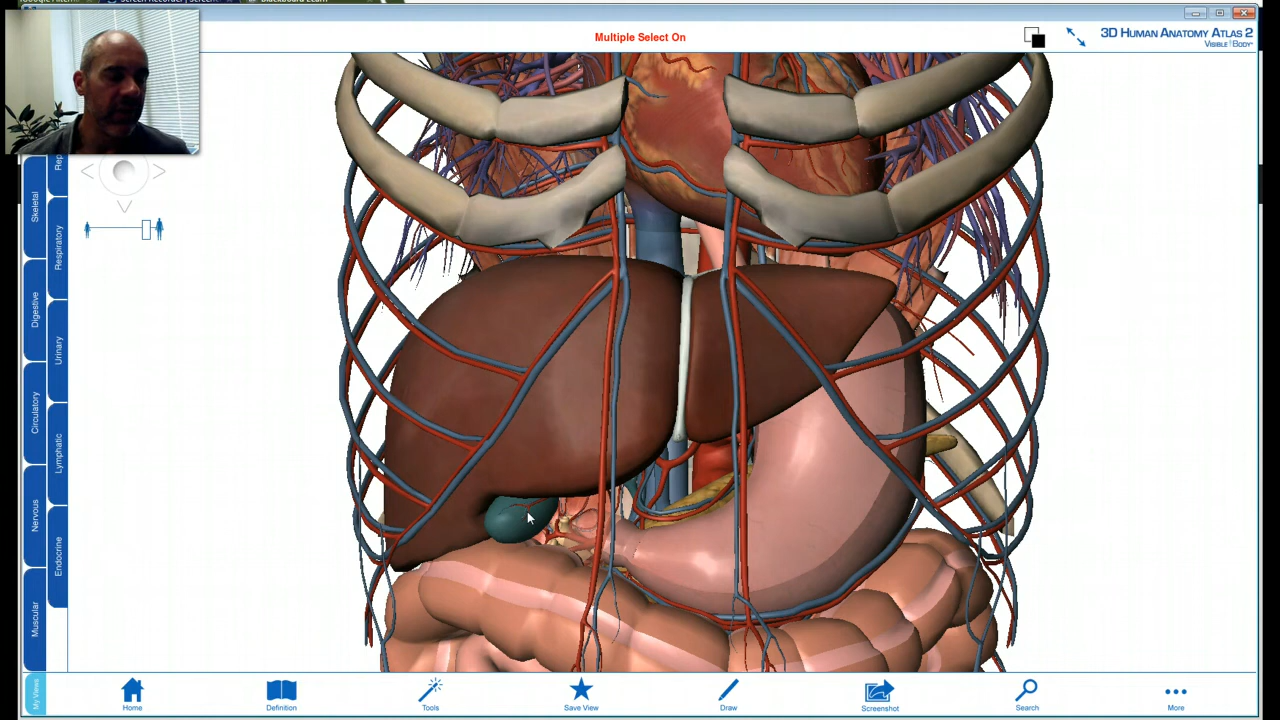 Multiple Select On
3D Human Anatomy Atlas 2
Visible Body
Skeletal
Digestive
Circulatory
Nervous
Muscular
My Views
Rep
Respiratory
Urinary
Lymphatic
Endocrine
Home
Definition
Tools
Save View
Draw
Screenshot
Search
More